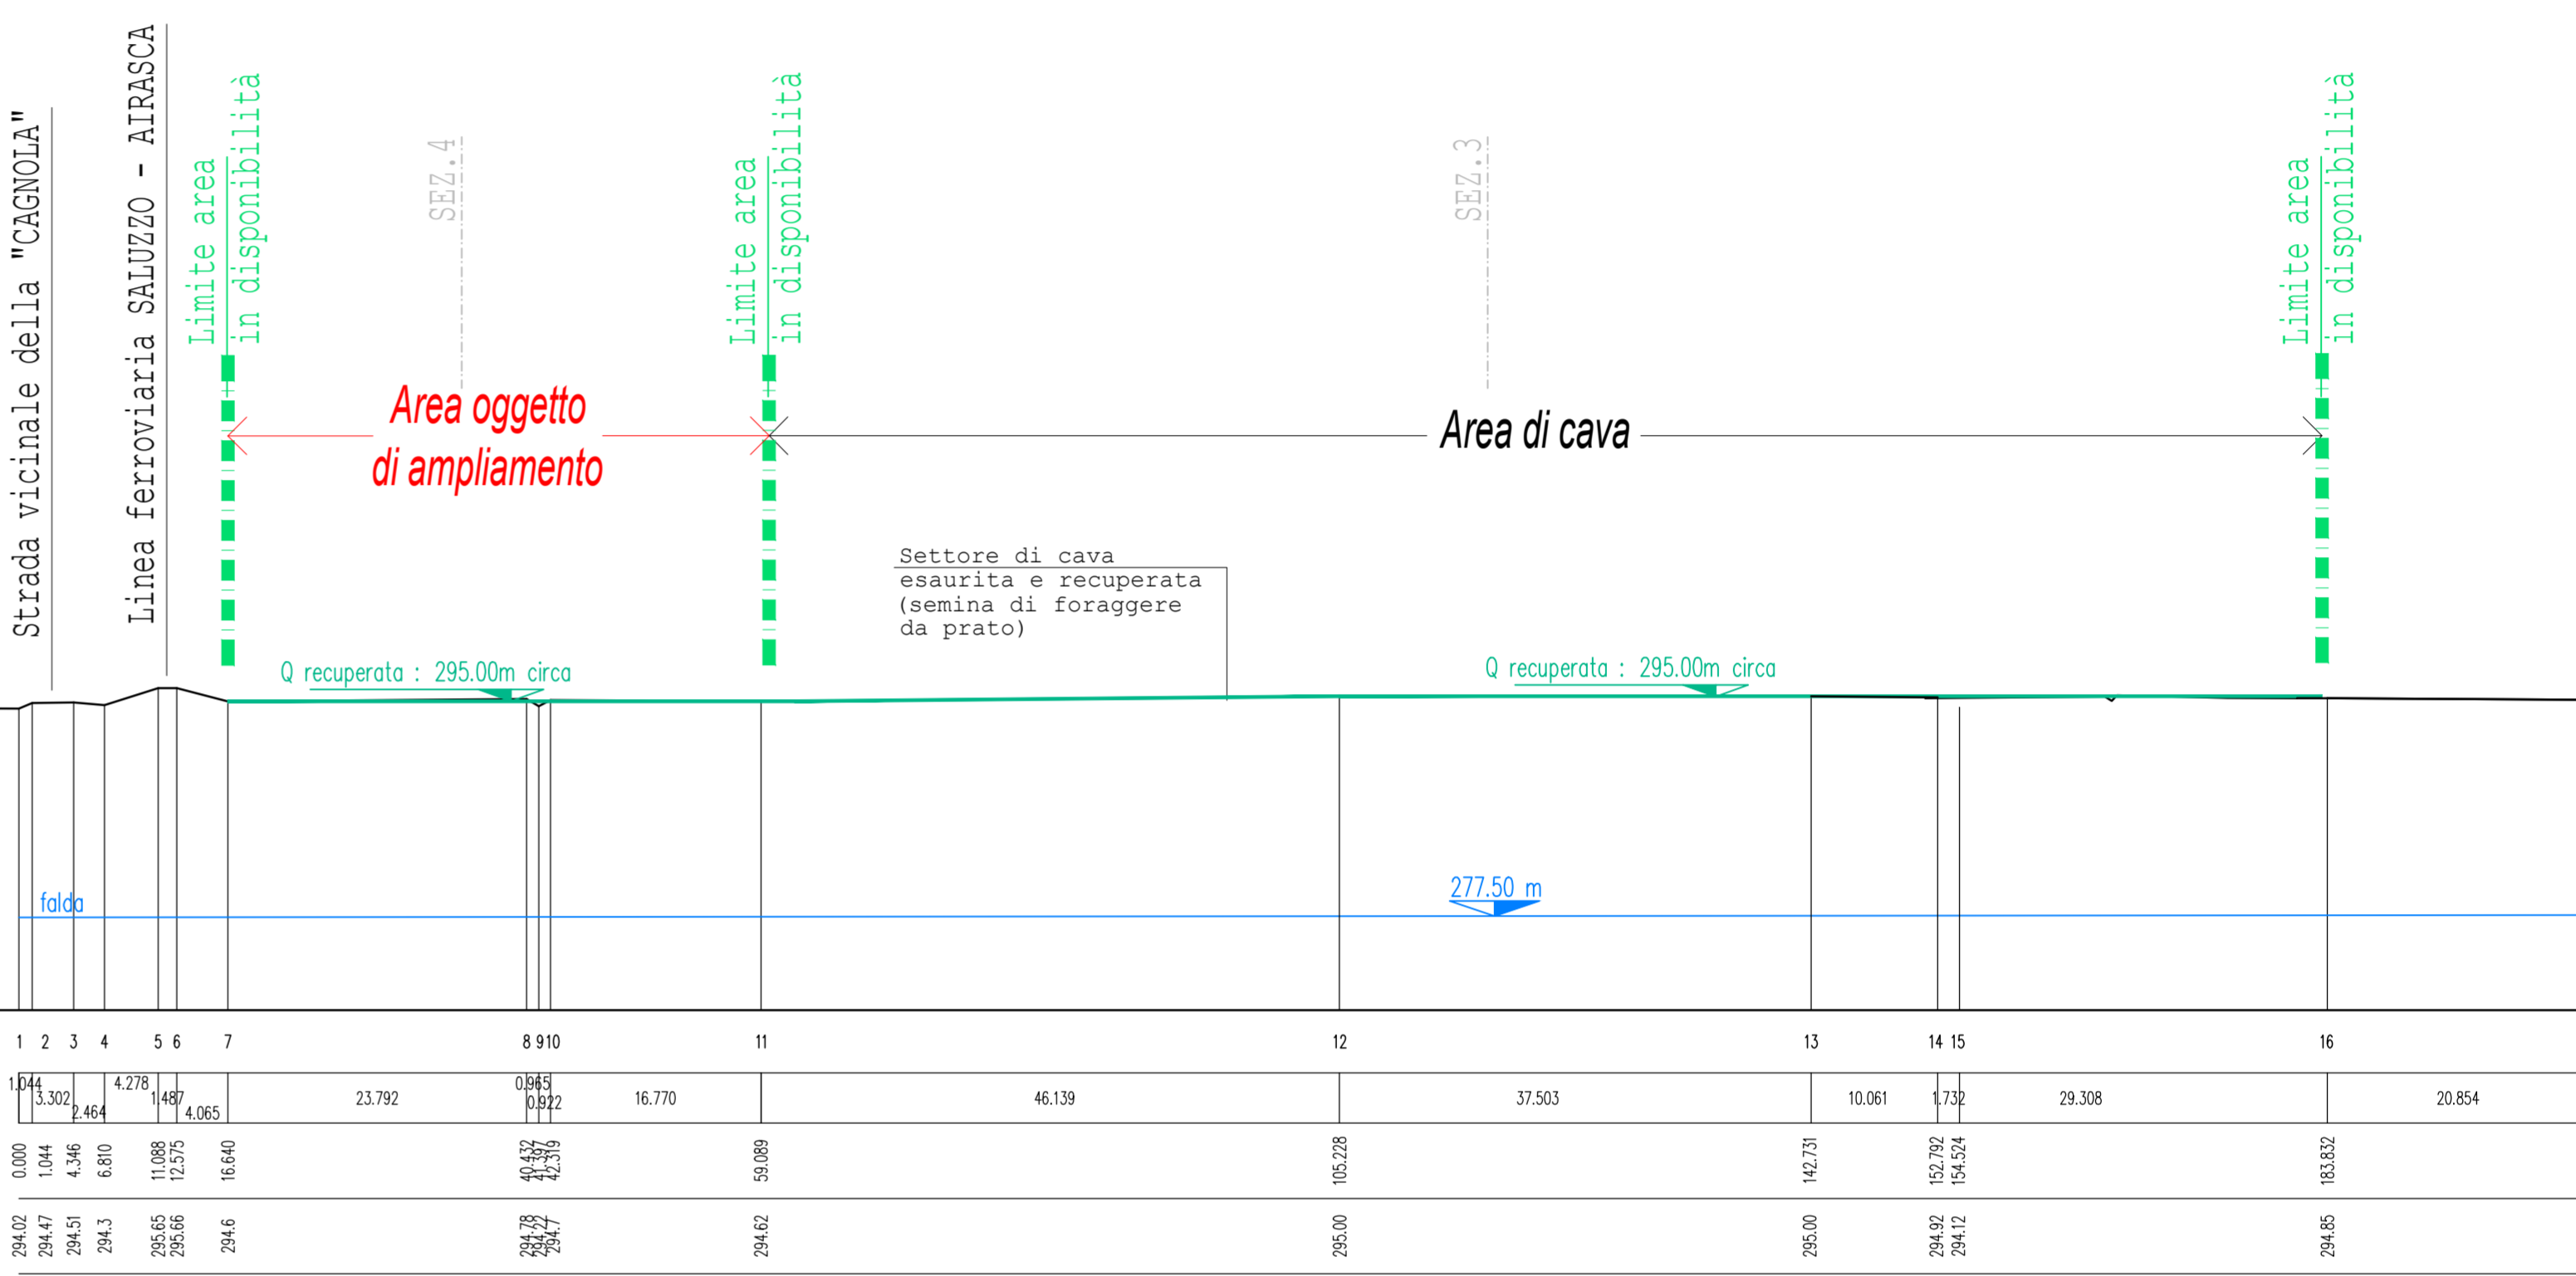 Strada vicinale della "CAGNOLA"
Linea ferroviaria SALUZZO - AIRASCA
Limite area
in disponibilità
SEZ.4
Limite area
in disponibilità
SEZ.3
Limite area
in disponibilità
Area oggetto
di ampliamento
Area di cava
Settore di cava
esaurita e recuperata
(semina di foraggere
da prato)
Q recuperata : 295.00m circa
Q recuperata : 295.00m circa
falda
277.50 m
1 2 3 4 5 6 7 8 9 10 11 12 13 14 15 16
1.044 3.302 2.464 4.278 1.487 4.065 23.792 0.965 0.922 16.770 46.139 37.503 10.061 1.732 29.308 20.854
0.000 1.044 4.346 6.810 11.088 12.575 16.640 40.432 41.397 42.319 59.089 105.228 142.731 152.792 154.524 183.832
294.02 294.47 294.51 294.3 295.65 295.66 294.6 294.78 294.22 294.7 294.62 295.00 295.00 294.92 294.12 294.85